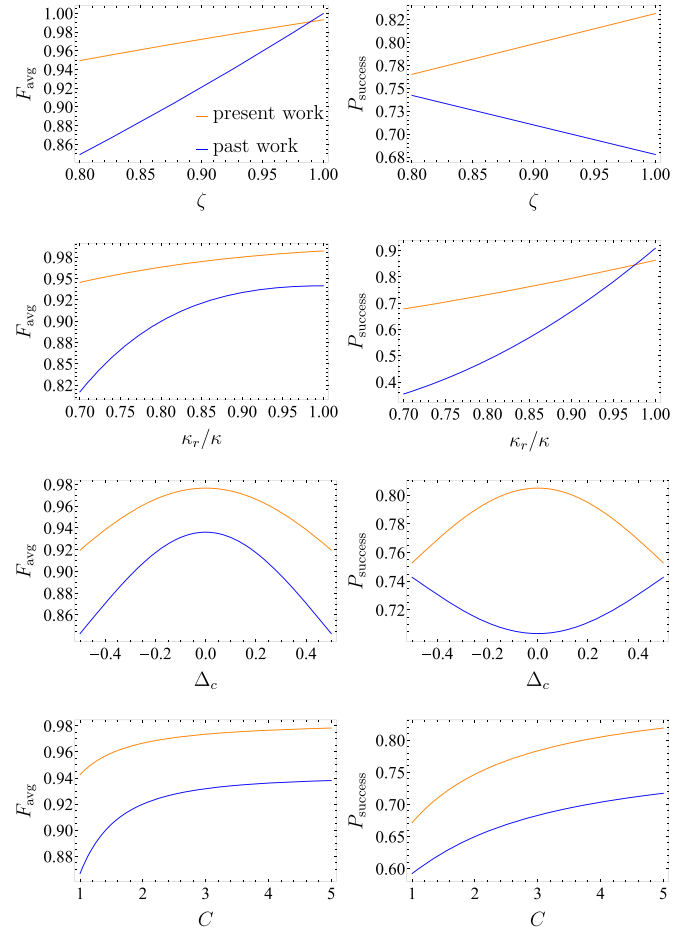 F_avg
1.00
0.98
0.96
0.94
0.92
0.90
0.88
0.86
present work
past work
0.80 0.85 0.90 0.95 1.00
ζ
P_success
0.82
0.80
0.78
0.75
0.73
0.70
0.68
0.80 0.85 0.90 0.95 1.00
ζ
F_avg
0.98
0.95
0.92
0.90
0.88
0.85
0.82
0.70 0.75 0.80 0.85 0.90 0.95 1.00
κ_r/κ
P_success
0.9
0.8
0.7
0.6
0.5
0.4
0.70 0.75 0.80 0.85 0.90 0.95 1.00
κ_r/κ
F_avg
0.98
0.96
0.94
0.92
0.90
0.88
0.86
−0.4 −0.2 0.0 0.2 0.4
Δ_c
P_success
0.80
0.78
0.76
0.74
0.72
−0.4 −0.2 0.0 0.2 0.4
Δ_c
F_avg
0.98
0.96
0.94
0.92
0.90
0.88
1 2 3 4 5
C
P_success
0.80
0.75
0.70
0.65
0.60
1 2 3 4 5
C